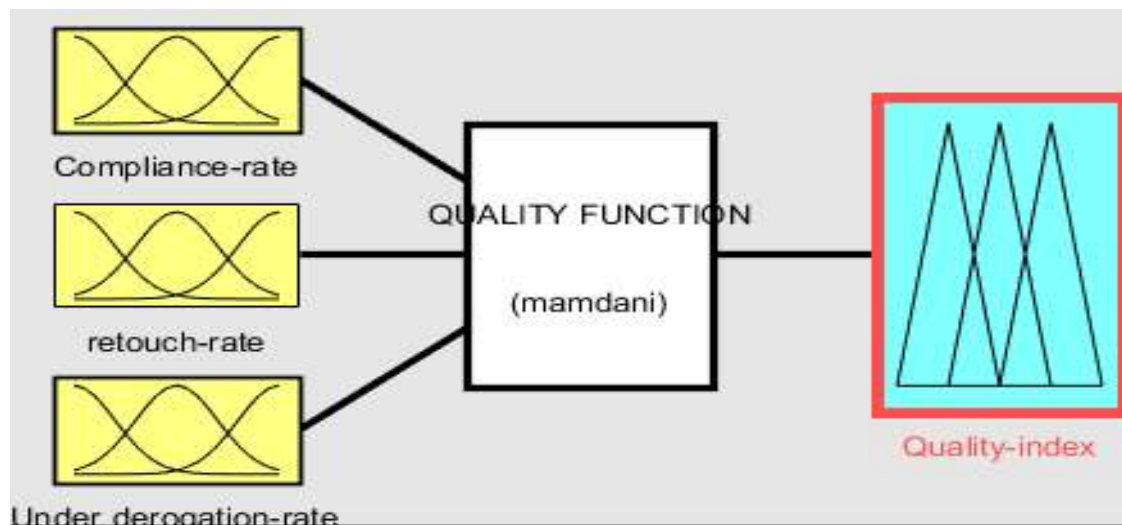 Compliance-rate
retouch-rate
Under derogation-rate
QUALITY FUNCTION
(mamdani)
Quality-index